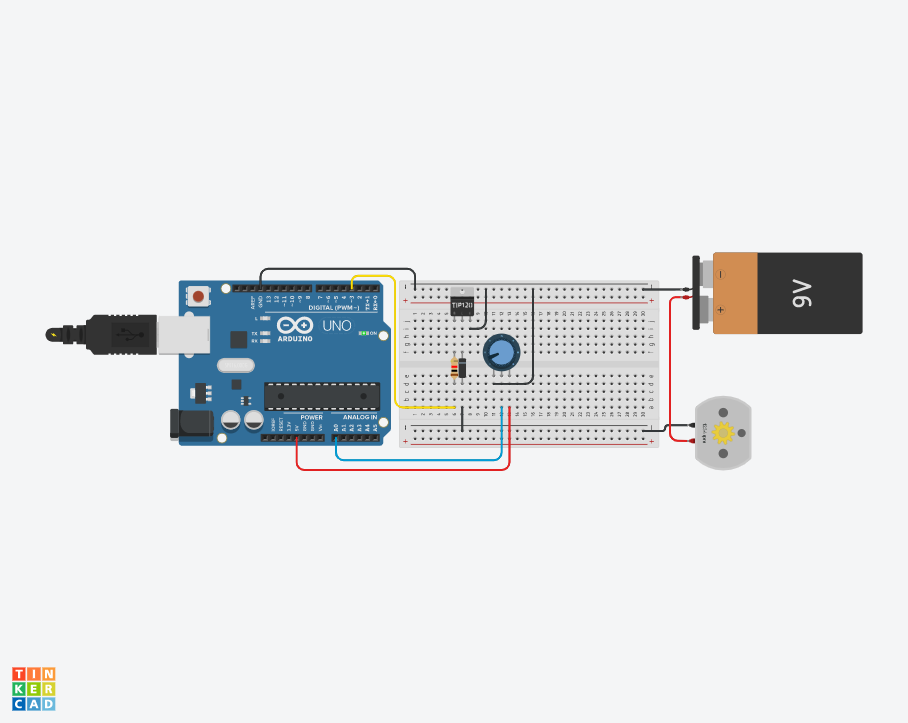 AREF
GND
13
12
~11
~10
~9
8
7
~6
~5
4
~3
2
TX→1
RX←0
DIGITAL (PWM~)
L
TX
RX
UNO
ARDUINO
ON
IOREF
RESET
3.3V
5V
GND
GND
Vin
POWER
ANALOG IN
A0
A1
A2
A3
A4
A5
TIP120
9V
TIN
KER
CAD